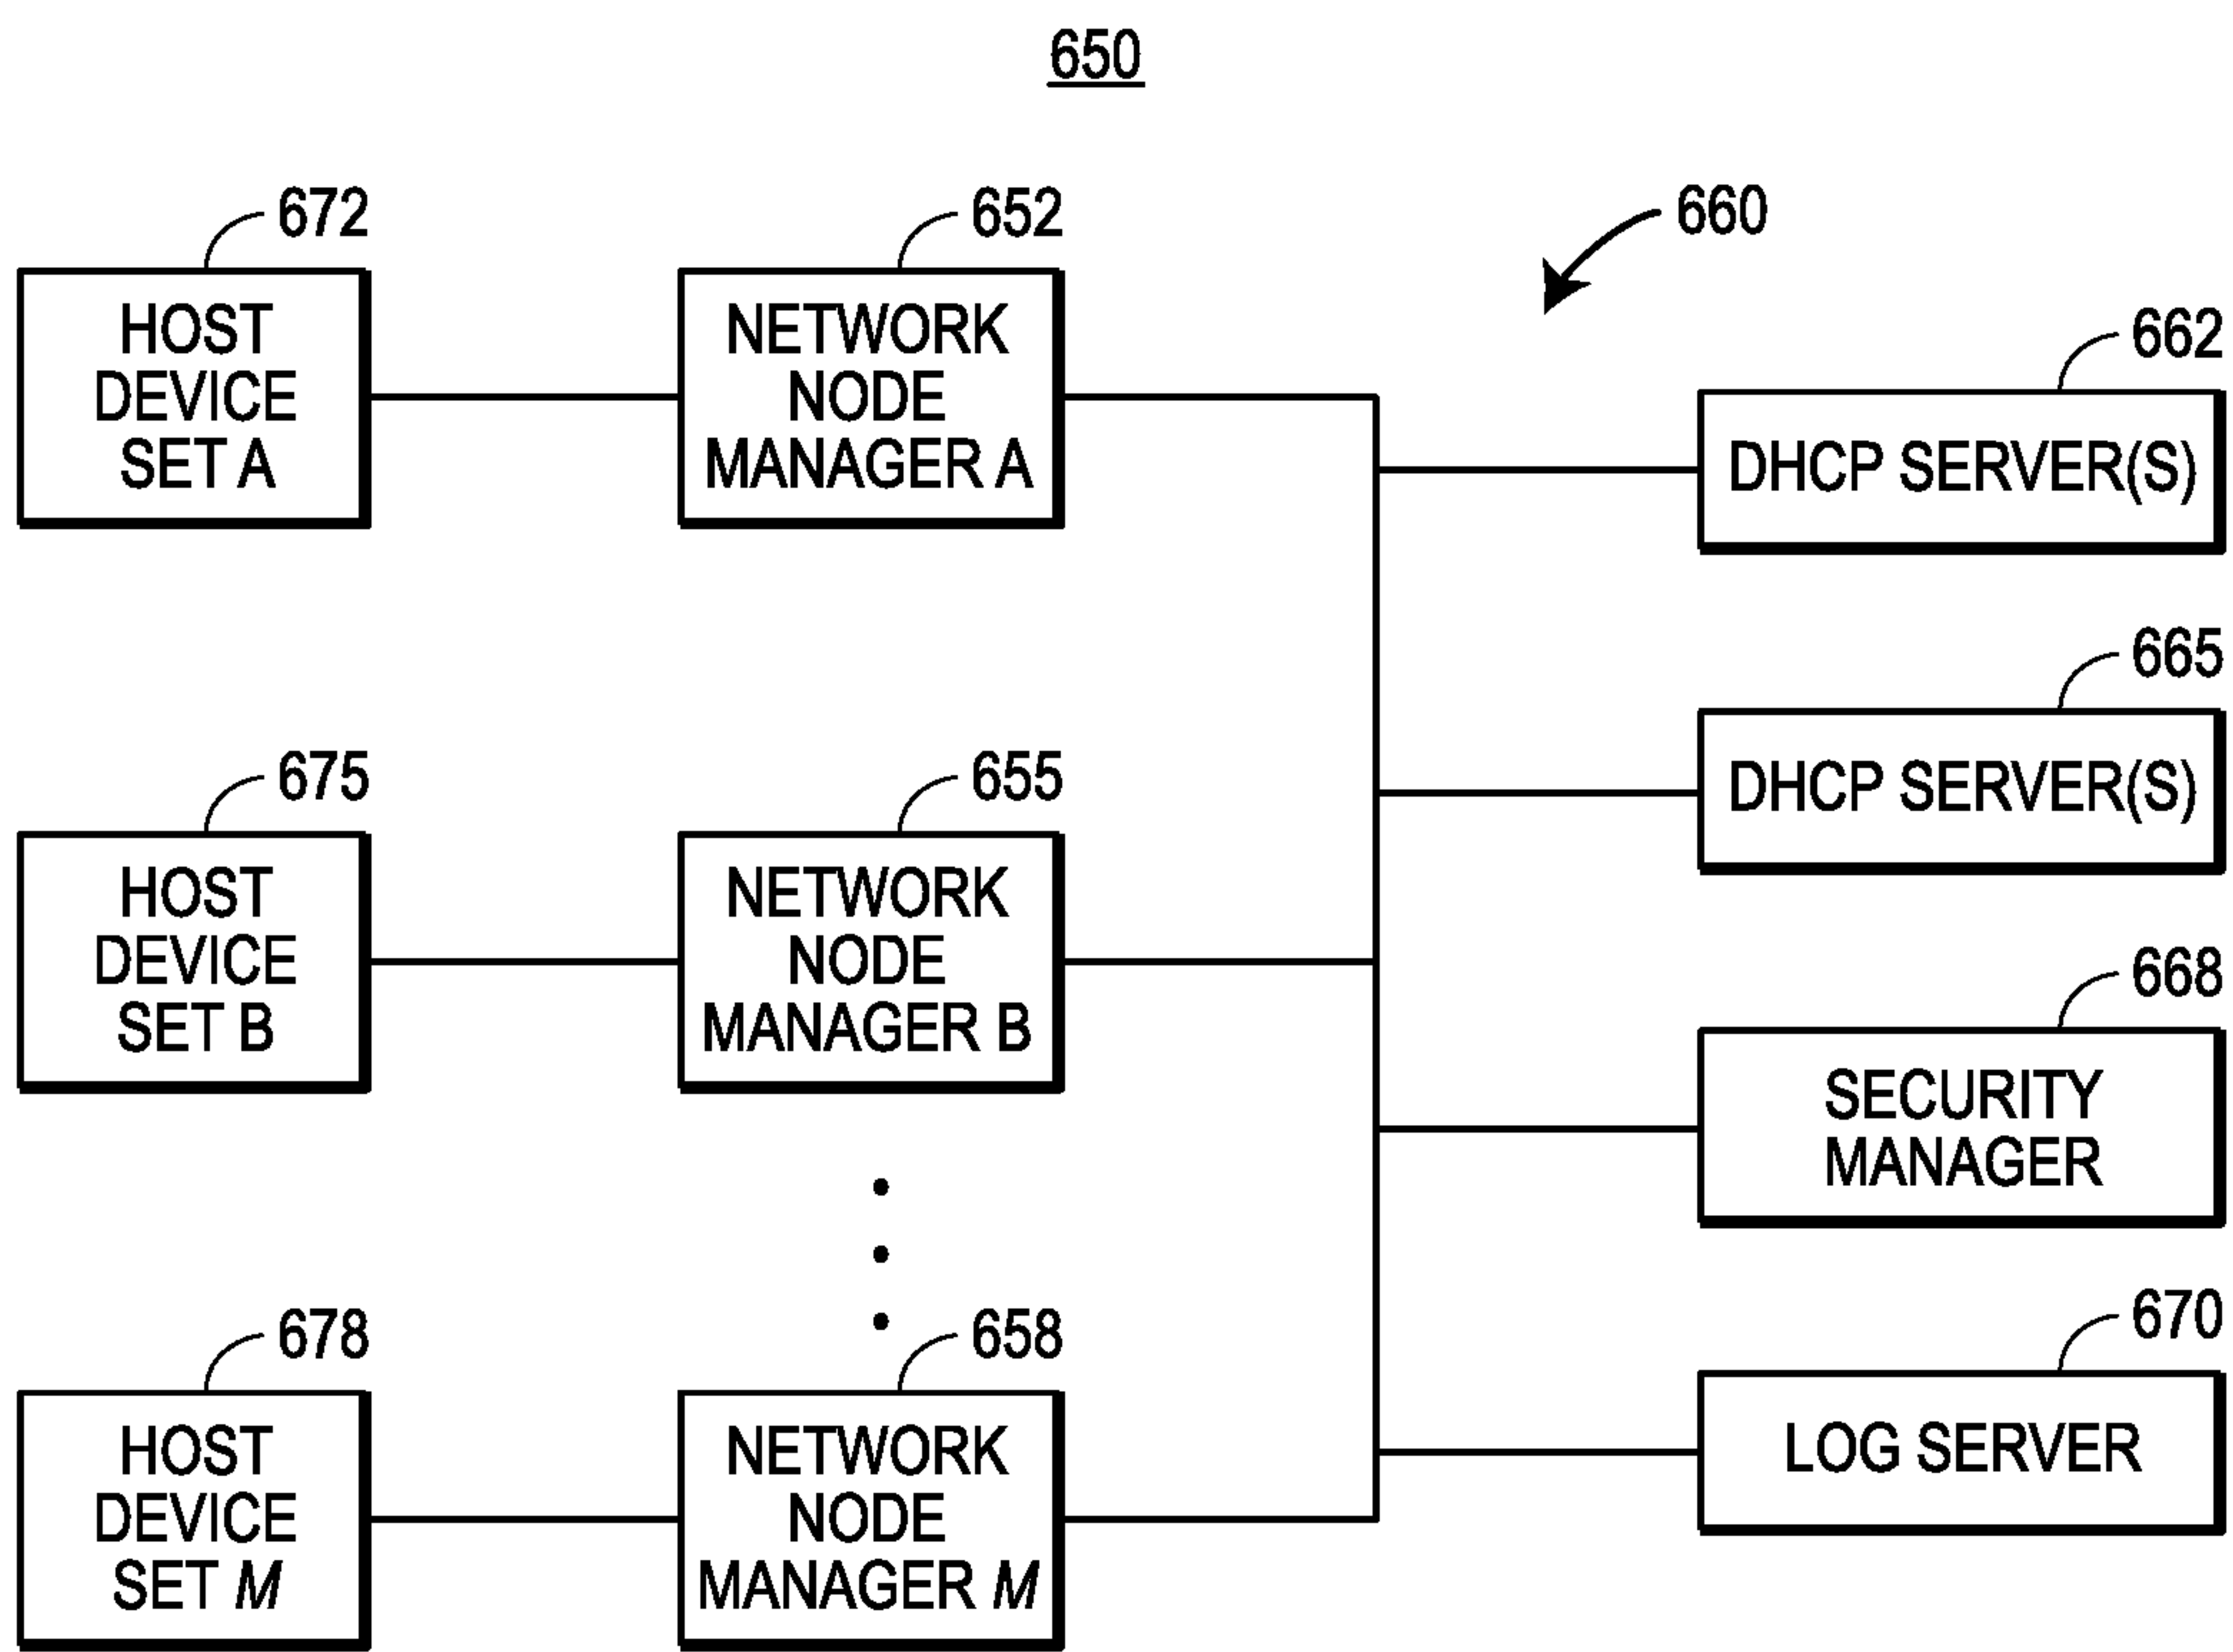 650
672
HOST
DEVICE
SET A
652
NETWORK
NODE
MANAGER A
660
662
DHCP SERVER(S)
665
DHCP SERVER(S)
675
HOST
DEVICE
SET B
655
NETWORK
NODE
MANAGER B
668
SECURITY
MANAGER
678
HOST
DEVICE
SET M
658
NETWORK
NODE
MANAGER M
670
LOG SERVER